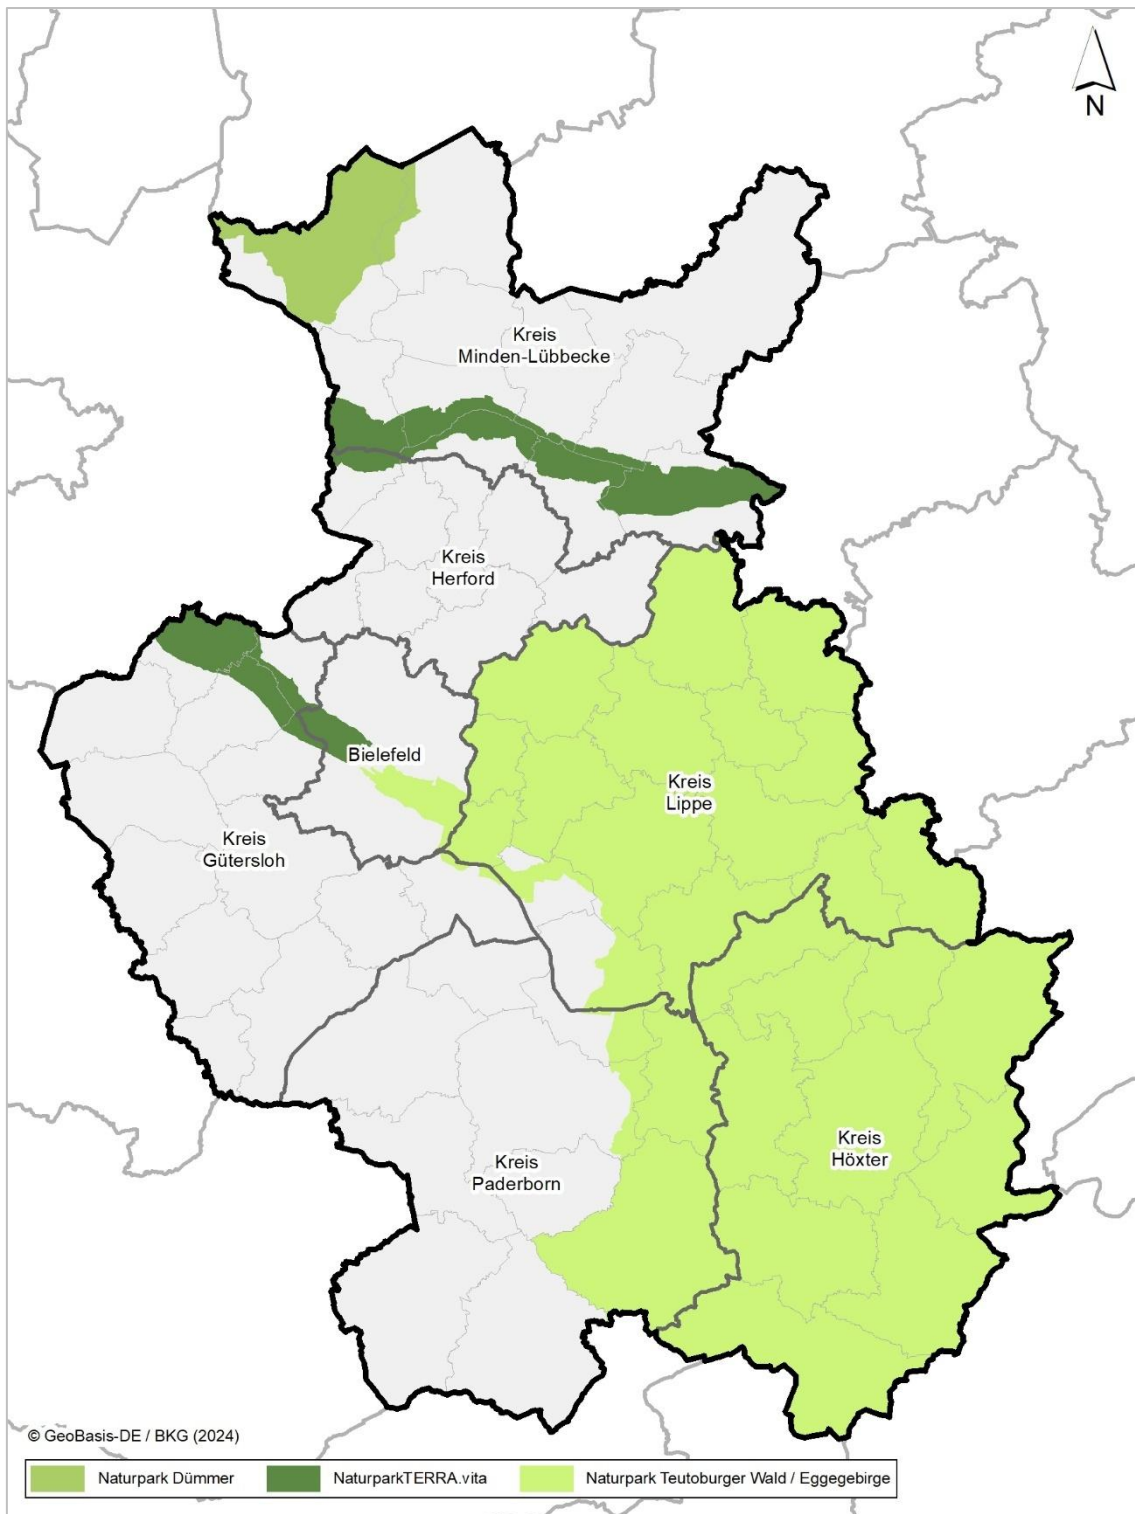 N
Kreis
Minden-Lübbecke
Kreis
Herford
Bielefeld
Kreis
Lippe
Kreis
Gütersloh
Kreis
Höxter
Kreis
Paderborn
© GeoBasis-DE / BKG (2024)
Naturpark Dümmer
NaturparkTERRA.vita
Naturpark Teutoburger Wald / Eggegebirge